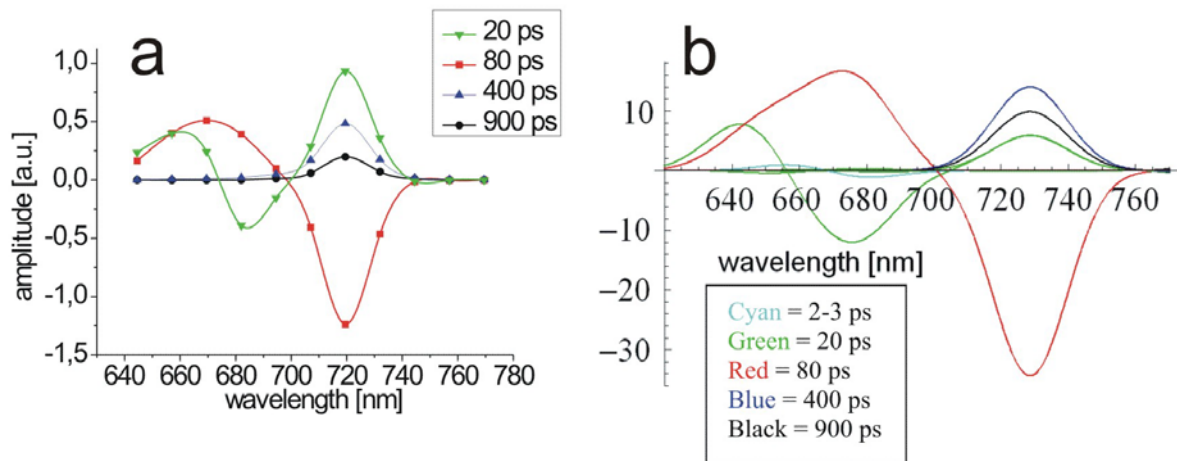 a
20 ps
80 ps
400 ps
900 ps
1,0
0,5
0,0
-0,5
-1,0
-1,5
amplitude [a.u.]
640 660 680 700 720 740 760 780
wavelength [nm]
b
10
640 660 680 700 720 740 760
−10
−20
−30
wavelength [nm]
Cyan = 2-3 ps
Green = 20 ps
Red = 80 ps
Blue = 400 ps
Black = 900 ps